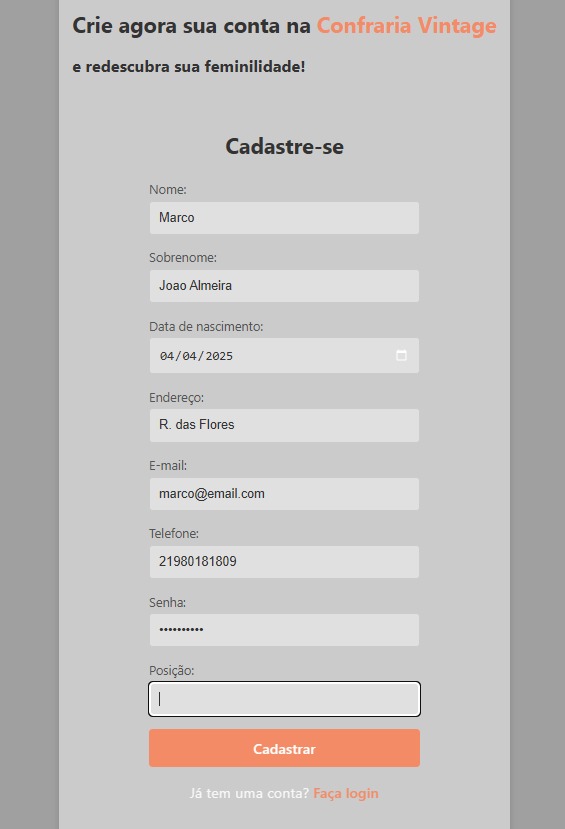 Crie agora sua conta na Confraria Vintage
e redescubra sua feminilidade!
Cadastre-se
Nome:
Marco
Sobrenome:
Joao Almeira
Data de nascimento:
04/04/2025
Endereço:
R. das Flores
E-mail:
marco@email.com
Telefone:
21980181809
Senha:
••••••••••
Posição:
Cadastrar
Já tem uma conta? Faça login